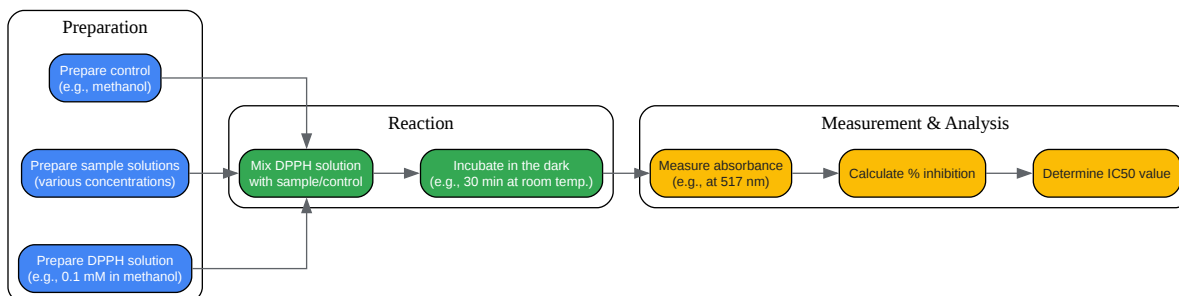 Preparation
Prepare control
(e.g., methanol)
Prepare sample solutions
(various concentrations)
Prepare DPPH solution
(e.g., 0.1 mM in methanol)
Reaction
Mix DPPH solution
with sample/control
Incubate in the dark
(e.g., 30 min at room temp.)
Measurement & Analysis
Measure absorbance
(e.g., at 517 nm)
Calculate % inhibition
Determine IC50 value